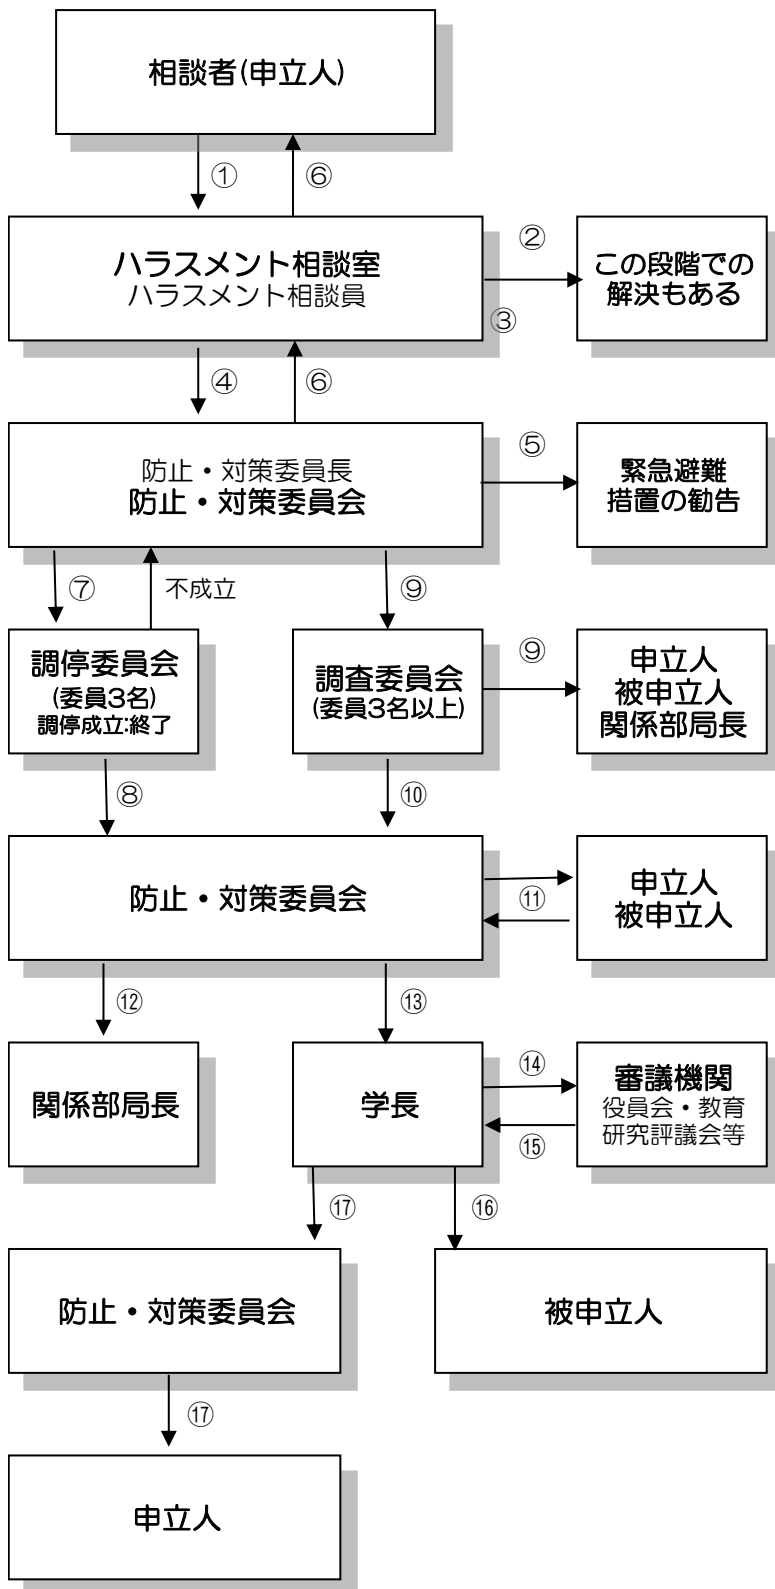 相談者(申立人)
①
⑥
ハラスメント相談室
ハラスメント相談員
②
③
この段階での
解決もある
④
⑥
防止・対策委員長
防止・対策委員会
⑤
緊急避難
措置の勧告
⑦
不成立
⑨
調停委員会
(委員3名)
調停成立:終了
調査委員会
(委員3名以上)
⑨
申立人
被申立人
関係部局長
⑧
⑩
防止・対策委員会
⑪
申立人
被申立人
⑫
⑬
関係部局長
学長
⑭
⑮
審議機関
役員会・教育
研究評議会等
⑰
⑯
防止・対策委員会
被申立人
⑰
申立人